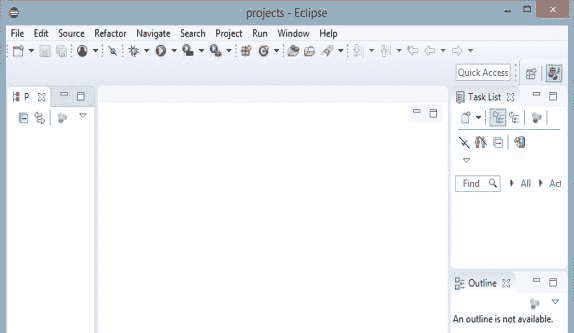 projects - Eclipse
File Edit Source Refactor Navigate Search Project Run Window Help
Quick Access
P.
Task List
Find All Act
Outline
An outline is not available.